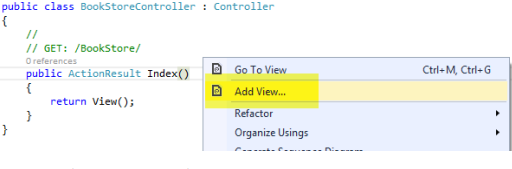 public class BookStoreController : Controller
{
//
// GET: /BookStore/
0 references
public ActionResult Index()
{
return View();
}
}
Go To View Ctrl+M, Ctrl+G
Add View...
Refactor
Organize Usings
Generate Sequence Diagram